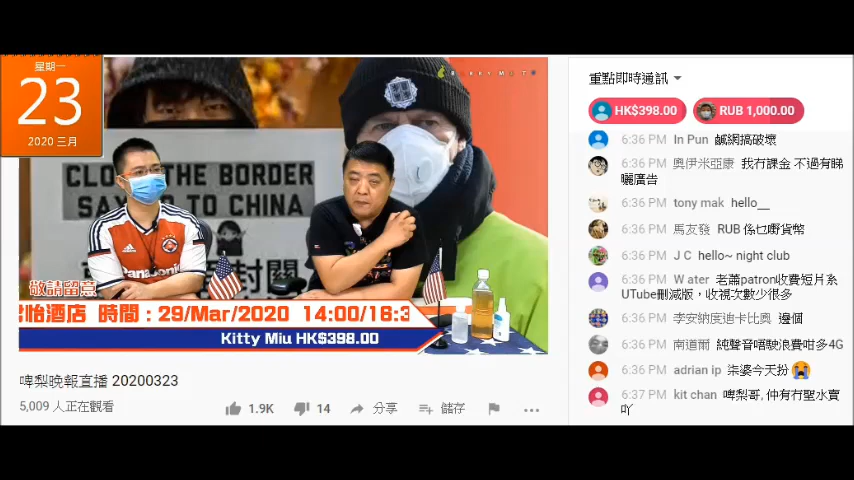 星期一
23
2020 三月
BARRY MUTO
CLOSE THE BORDER
SAY NO TO CHINA
封關
Panasonic
敬請留意
怡酒店 時間：29/Mar/2020 14:00/16:3
Kitty Miu HK$398.00
啤梨晚報直播 20200323
5,009 人正在觀看
1.9K
14
分享
儲存
重點即時通訊
HK$398.00
RUB 1,000.00
6:36 PM In Pun 鹹網搞破壞
6:36 PM 奧伊米亞康 我冇課金 不過有睇
曬廣告
6:36 PM tony mak hello__
6:36 PM 馬友發 RUB 係乜嘢貨幣
6:36 PM J C hello~ night club
6:36 PM W ater 老蕭patron收費短片系
UTube刪減版，收視次數少很多
6:36 PM 李安納度迪卡比奧 邊個
6:36 PM 南道爾 純聲音唔駛浪費咁多4G
6:36 PM adrian ip 柒婆今天扮 😭
6:37 PM kit chan 啤梨哥, 仲有冇聖水賣
吖